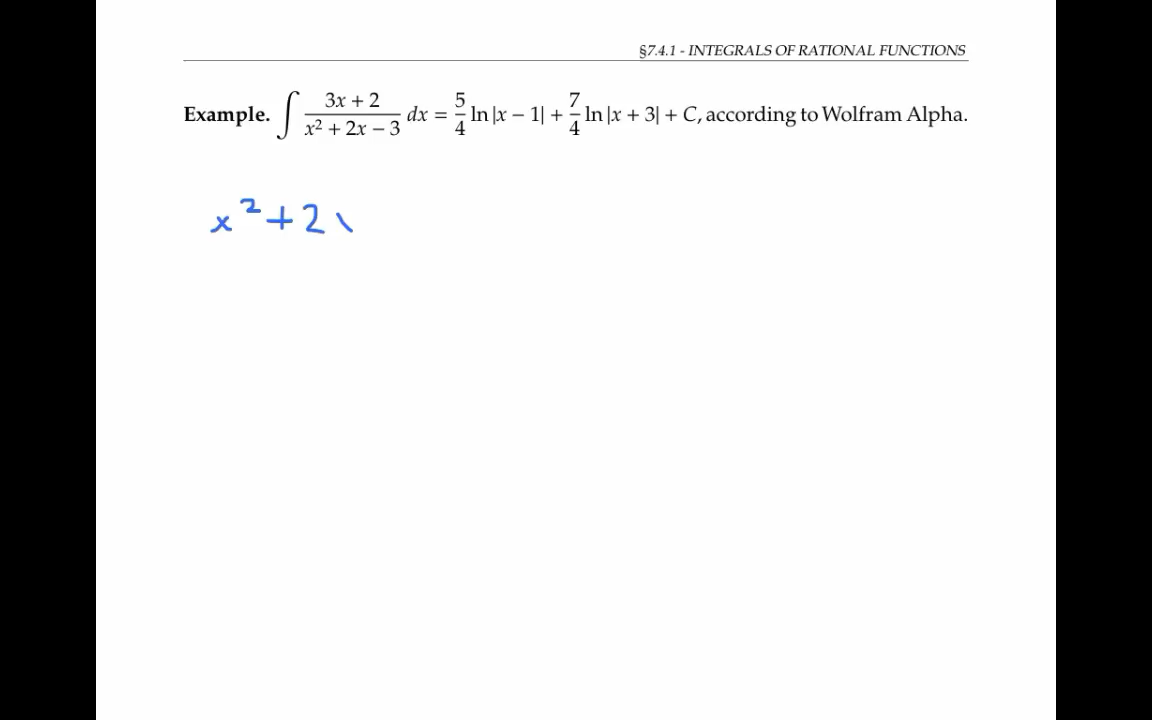 §7.4.1 - INTEGRALS OF RATIONAL FUNCTIONS
Example. ∫ (3x + 2)/(x² + 2x − 3) dx = 5/4 ln |x − 1| + 7/4 ln |x + 3| + C, according to Wolfram Alpha.
x² + 2